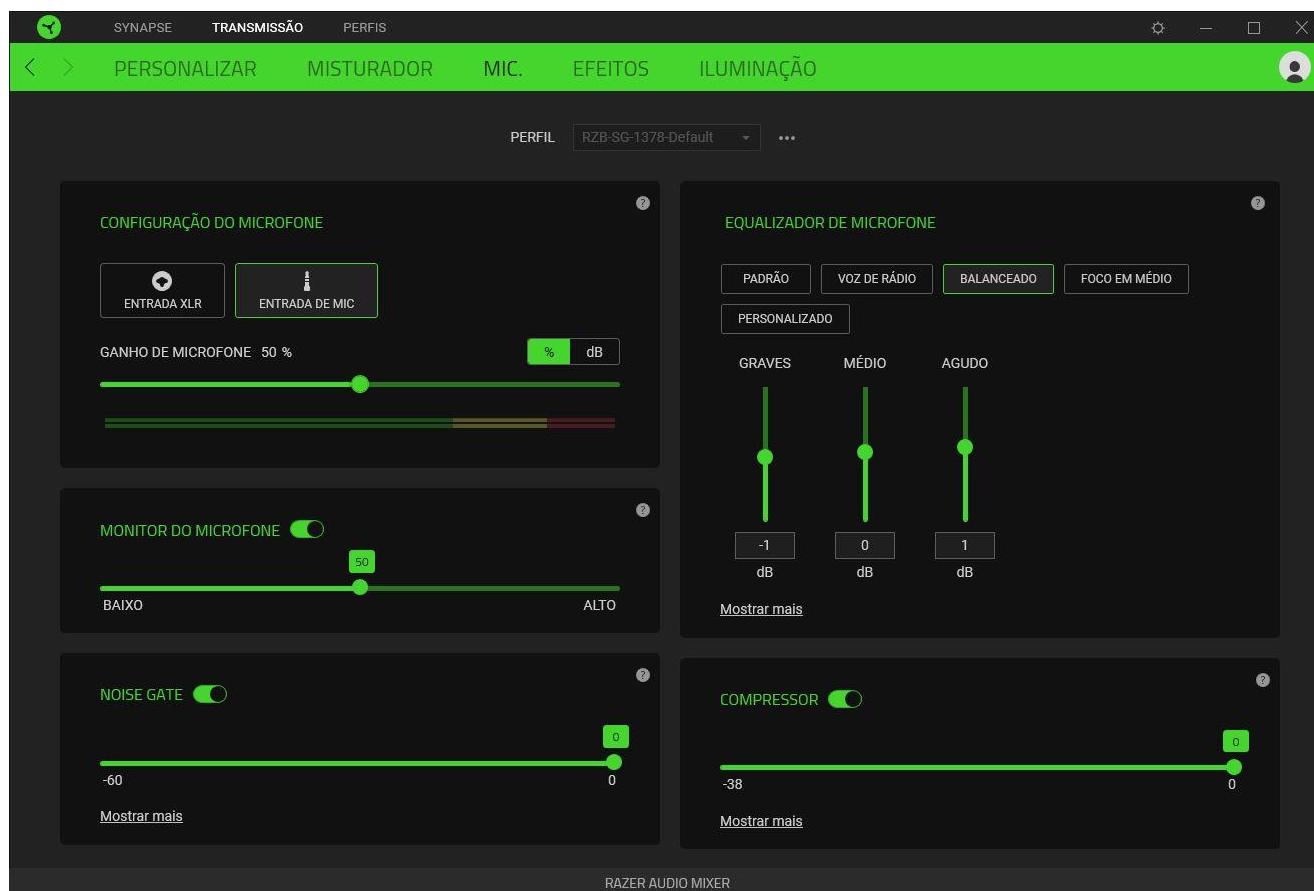 SYNAPSE TRANSMISSÃO PERFIS
PERSONALIZAR MISTURADOR MIC. EFEITOS ILUMINAÇÃO
PERFIL RZB-SG-1378-Default
CONFIGURAÇÃO DO MICROFONE
ENTRADA XLR ENTRADA DE MIC
GANHO DE MICROFONE 50 % % dB
MONITOR DO MICROFONE
50
BAIXO ALTO
NOISE GATE
0
-60 0
Mostrar mais
EQUALIZADOR DE MICROFONE
PADRÃO VOZ DE RÁDIO BALANCEADO FOCO EM MÉDIO
PERSONALIZADO
GRAVES MÉDIO AGUDO
-1 0 1
dB dB dB
Mostrar mais
COMPRESSOR
0
-38 0
Mostrar mais
RAZER AUDIO MIXER